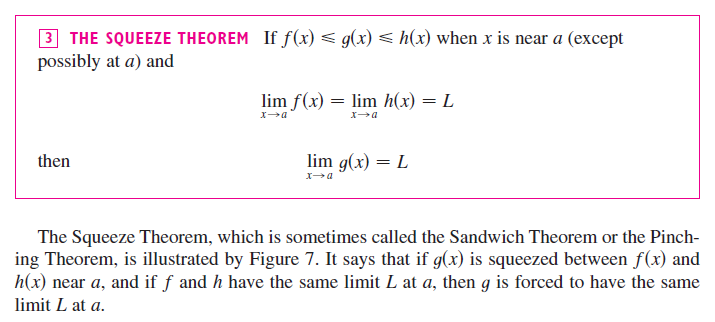 3 THE SQUEEZE THEOREM If f(x) ≤ g(x) ≤ h(x) when x is near a (except
possibly at a) and
lim f(x) = lim h(x) = L
x→a x→a
then lim g(x) = L
x→a
The Squeeze Theorem, which is sometimes called the Sandwich Theorem or the Pinch-
ing Theorem, is illustrated by Figure 7. It says that if g(x) is squeezed between f(x) and
h(x) near a, and if f and h have the same limit L at a, then g is forced to have the same
limit L at a.